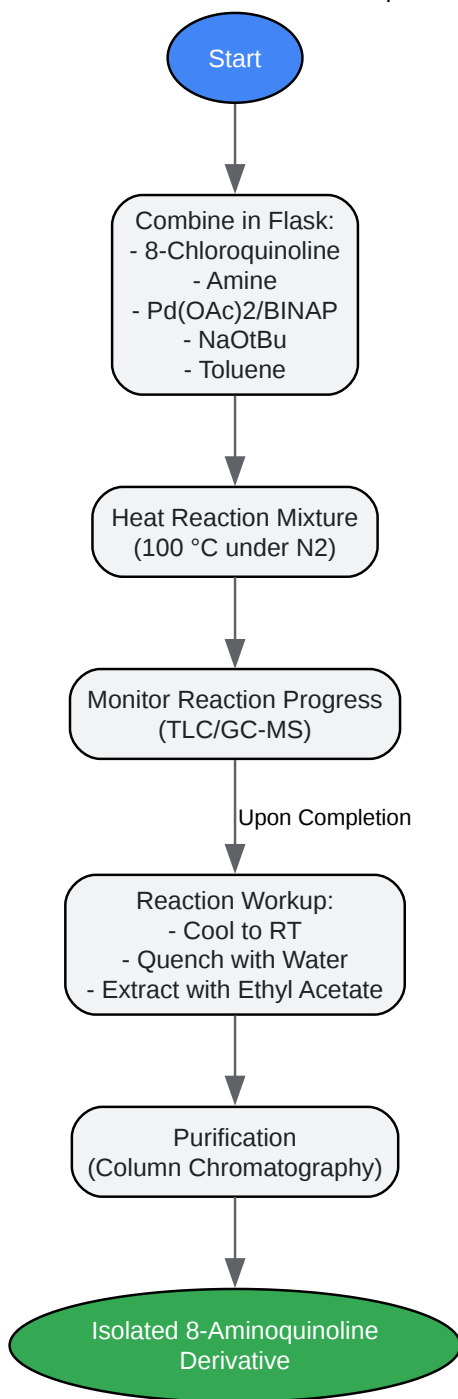 Start
Combine in Flask:
- 8-Chloroquinoline
- Amine
- Pd(OAc)2/BINAP
- NaOtBu
- Toluene
Heat Reaction Mixture
(100 °C under N2)
Monitor Reaction Progress
(TLC/GC-MS)
Upon Completion
Reaction Workup:
- Cool to RT
- Quench with Water
- Extract with Ethyl Acetate
Purification
(Column Chromatography)
Isolated 8-Aminoquinoline
Derivative